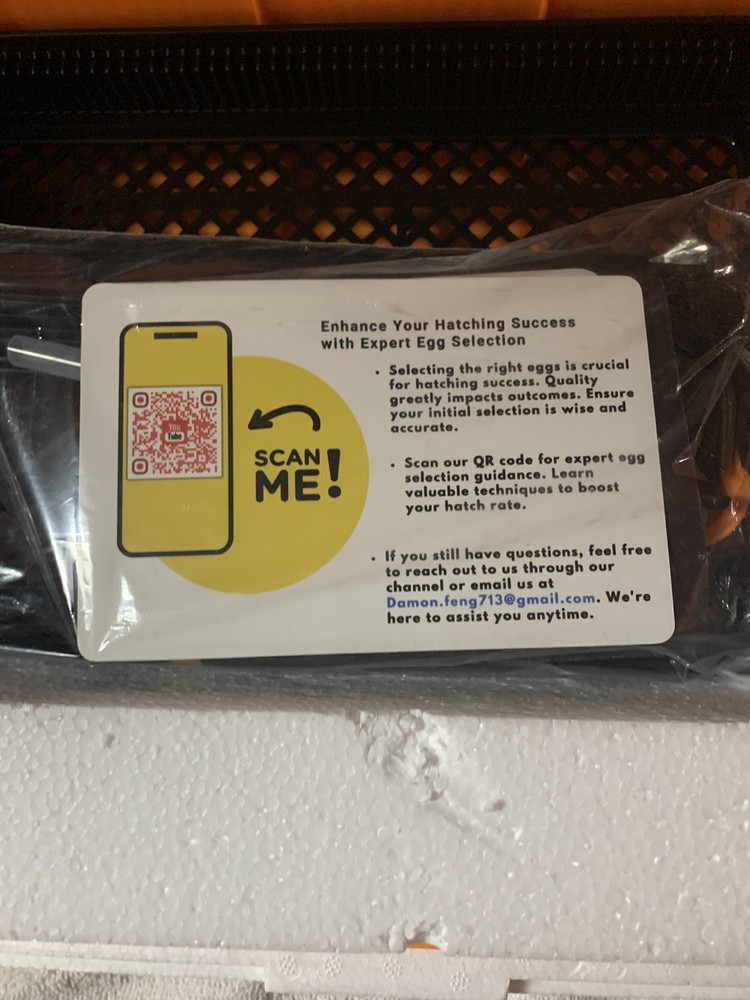 Enhance Your Hatching Success
with Expert Egg Selection
• Selecting the right eggs is crucial
for hatching success. Quality
greatly impacts outcomes. Ensure
your initial selection is wise and
accurate.
You
Tube
SCAN
ME!
• Scan our QR code for expert egg
selection guidance. Learn
valuable techniques to boost
your hatch rate.
• If you still have questions, feel free
to reach out to us through our
channel or email us at
Damon.feng713@gmail.com. We're
here to assist you anytime.